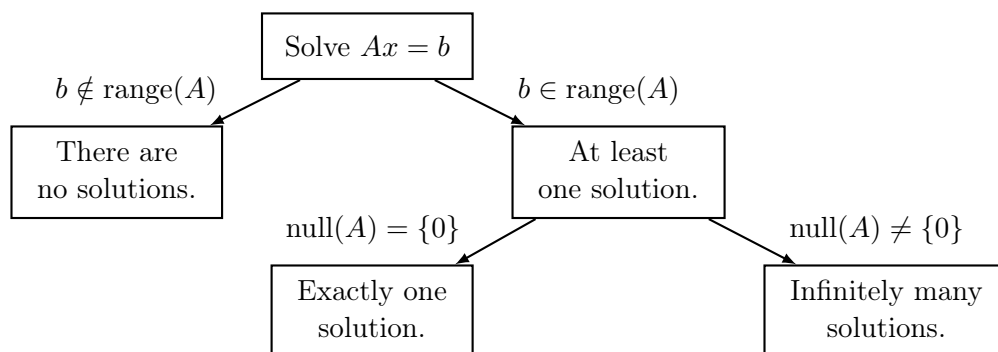 Solve Ax = b
b ∉ range(A)
b ∈ range(A)
There are
no solutions.
At least
one solution.
null(A) = {0}
null(A) ≠ {0}
Exactly one
solution.
Infinitely many
solutions.